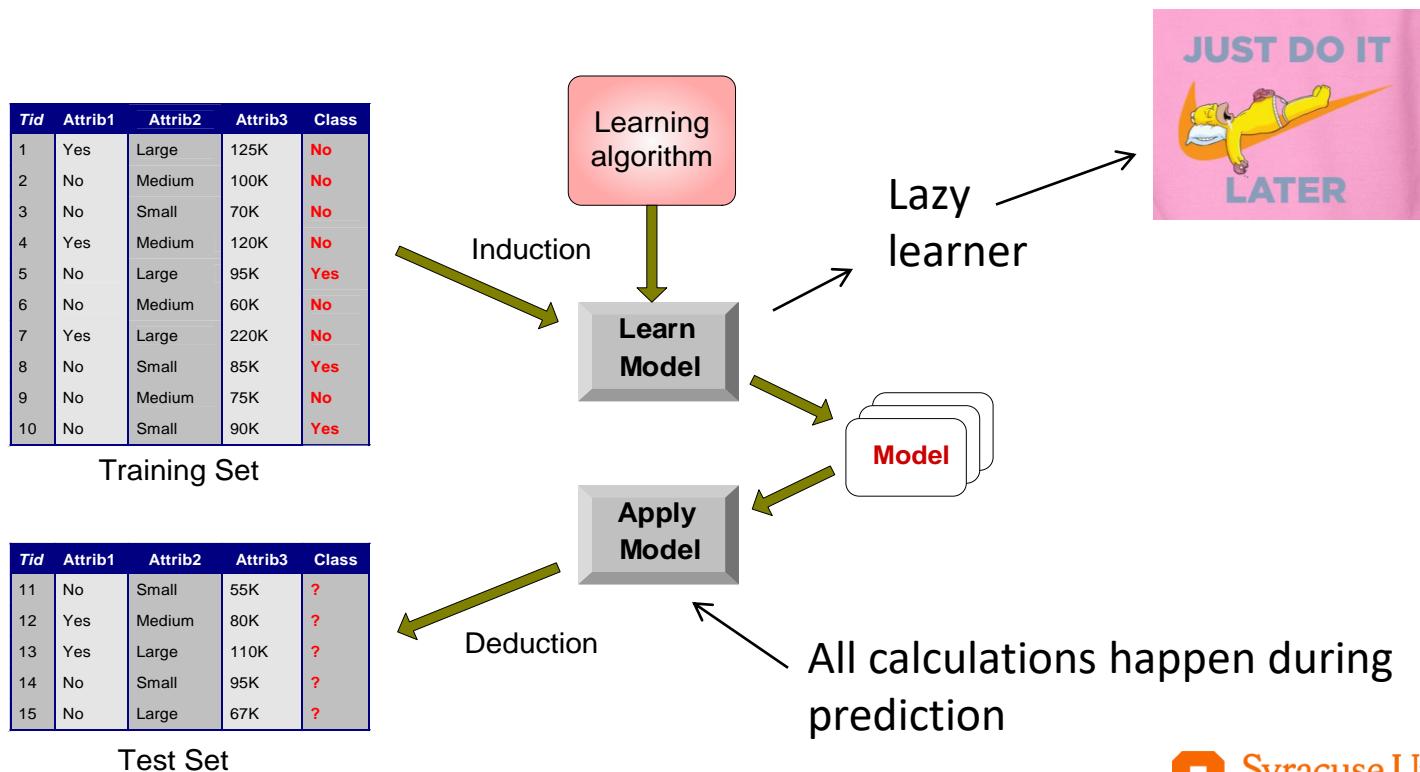 JUST DO IT
LATER
Learning
algorithm
Tid Attrib1 Attrib2 Attrib3 Class
1 Yes Large 125K No
2 No Medium 100K No
3 No Small 70K No
4 Yes Medium 120K No
5 No Large 95K Yes
6 No Medium 60K No
7 Yes Large 220K No
8 No Small 85K Yes
9 No Medium 75K No
10 No Small 90K Yes
Training Set
Induction
Lazy
learner
Learn
Model
Model
Apply
Model
Tid Attrib1 Attrib2 Attrib3 Class
11 No Small 55K ?
12 Yes Medium 80K ?
13 Yes Large 110K ?
14 No Small 95K ?
15 No Large 67K ?
Test Set
Deduction
All calculations happen during
prediction
Syracuse U